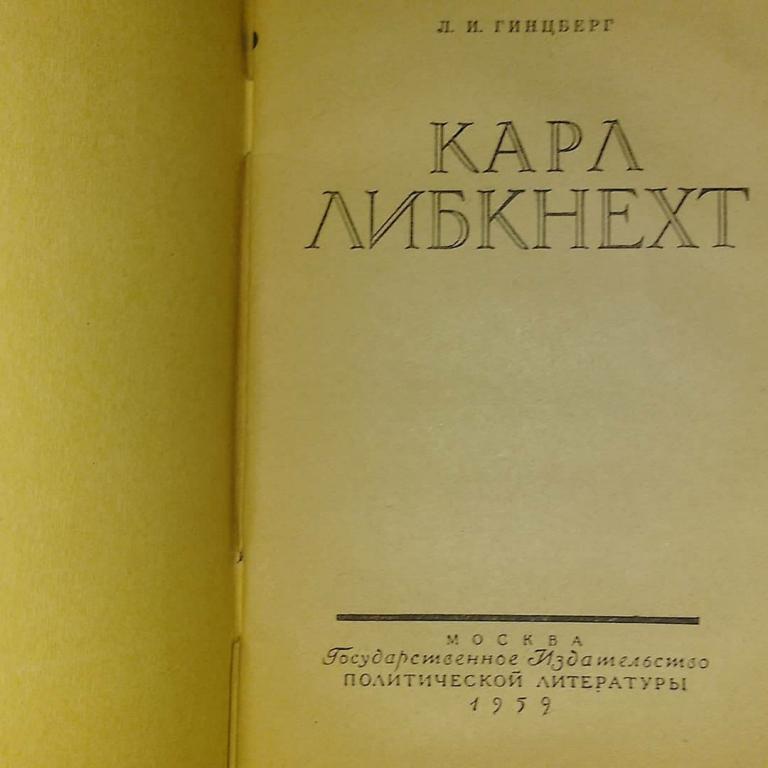 Л. И. ГИНЦБЕРГ
КАРЛ
ЛИБКНЕХТ
МОСКВА
Государственное Издательство
ПОЛИТИЧЕСКОЙ ЛИТЕРАТУРЫ
1959